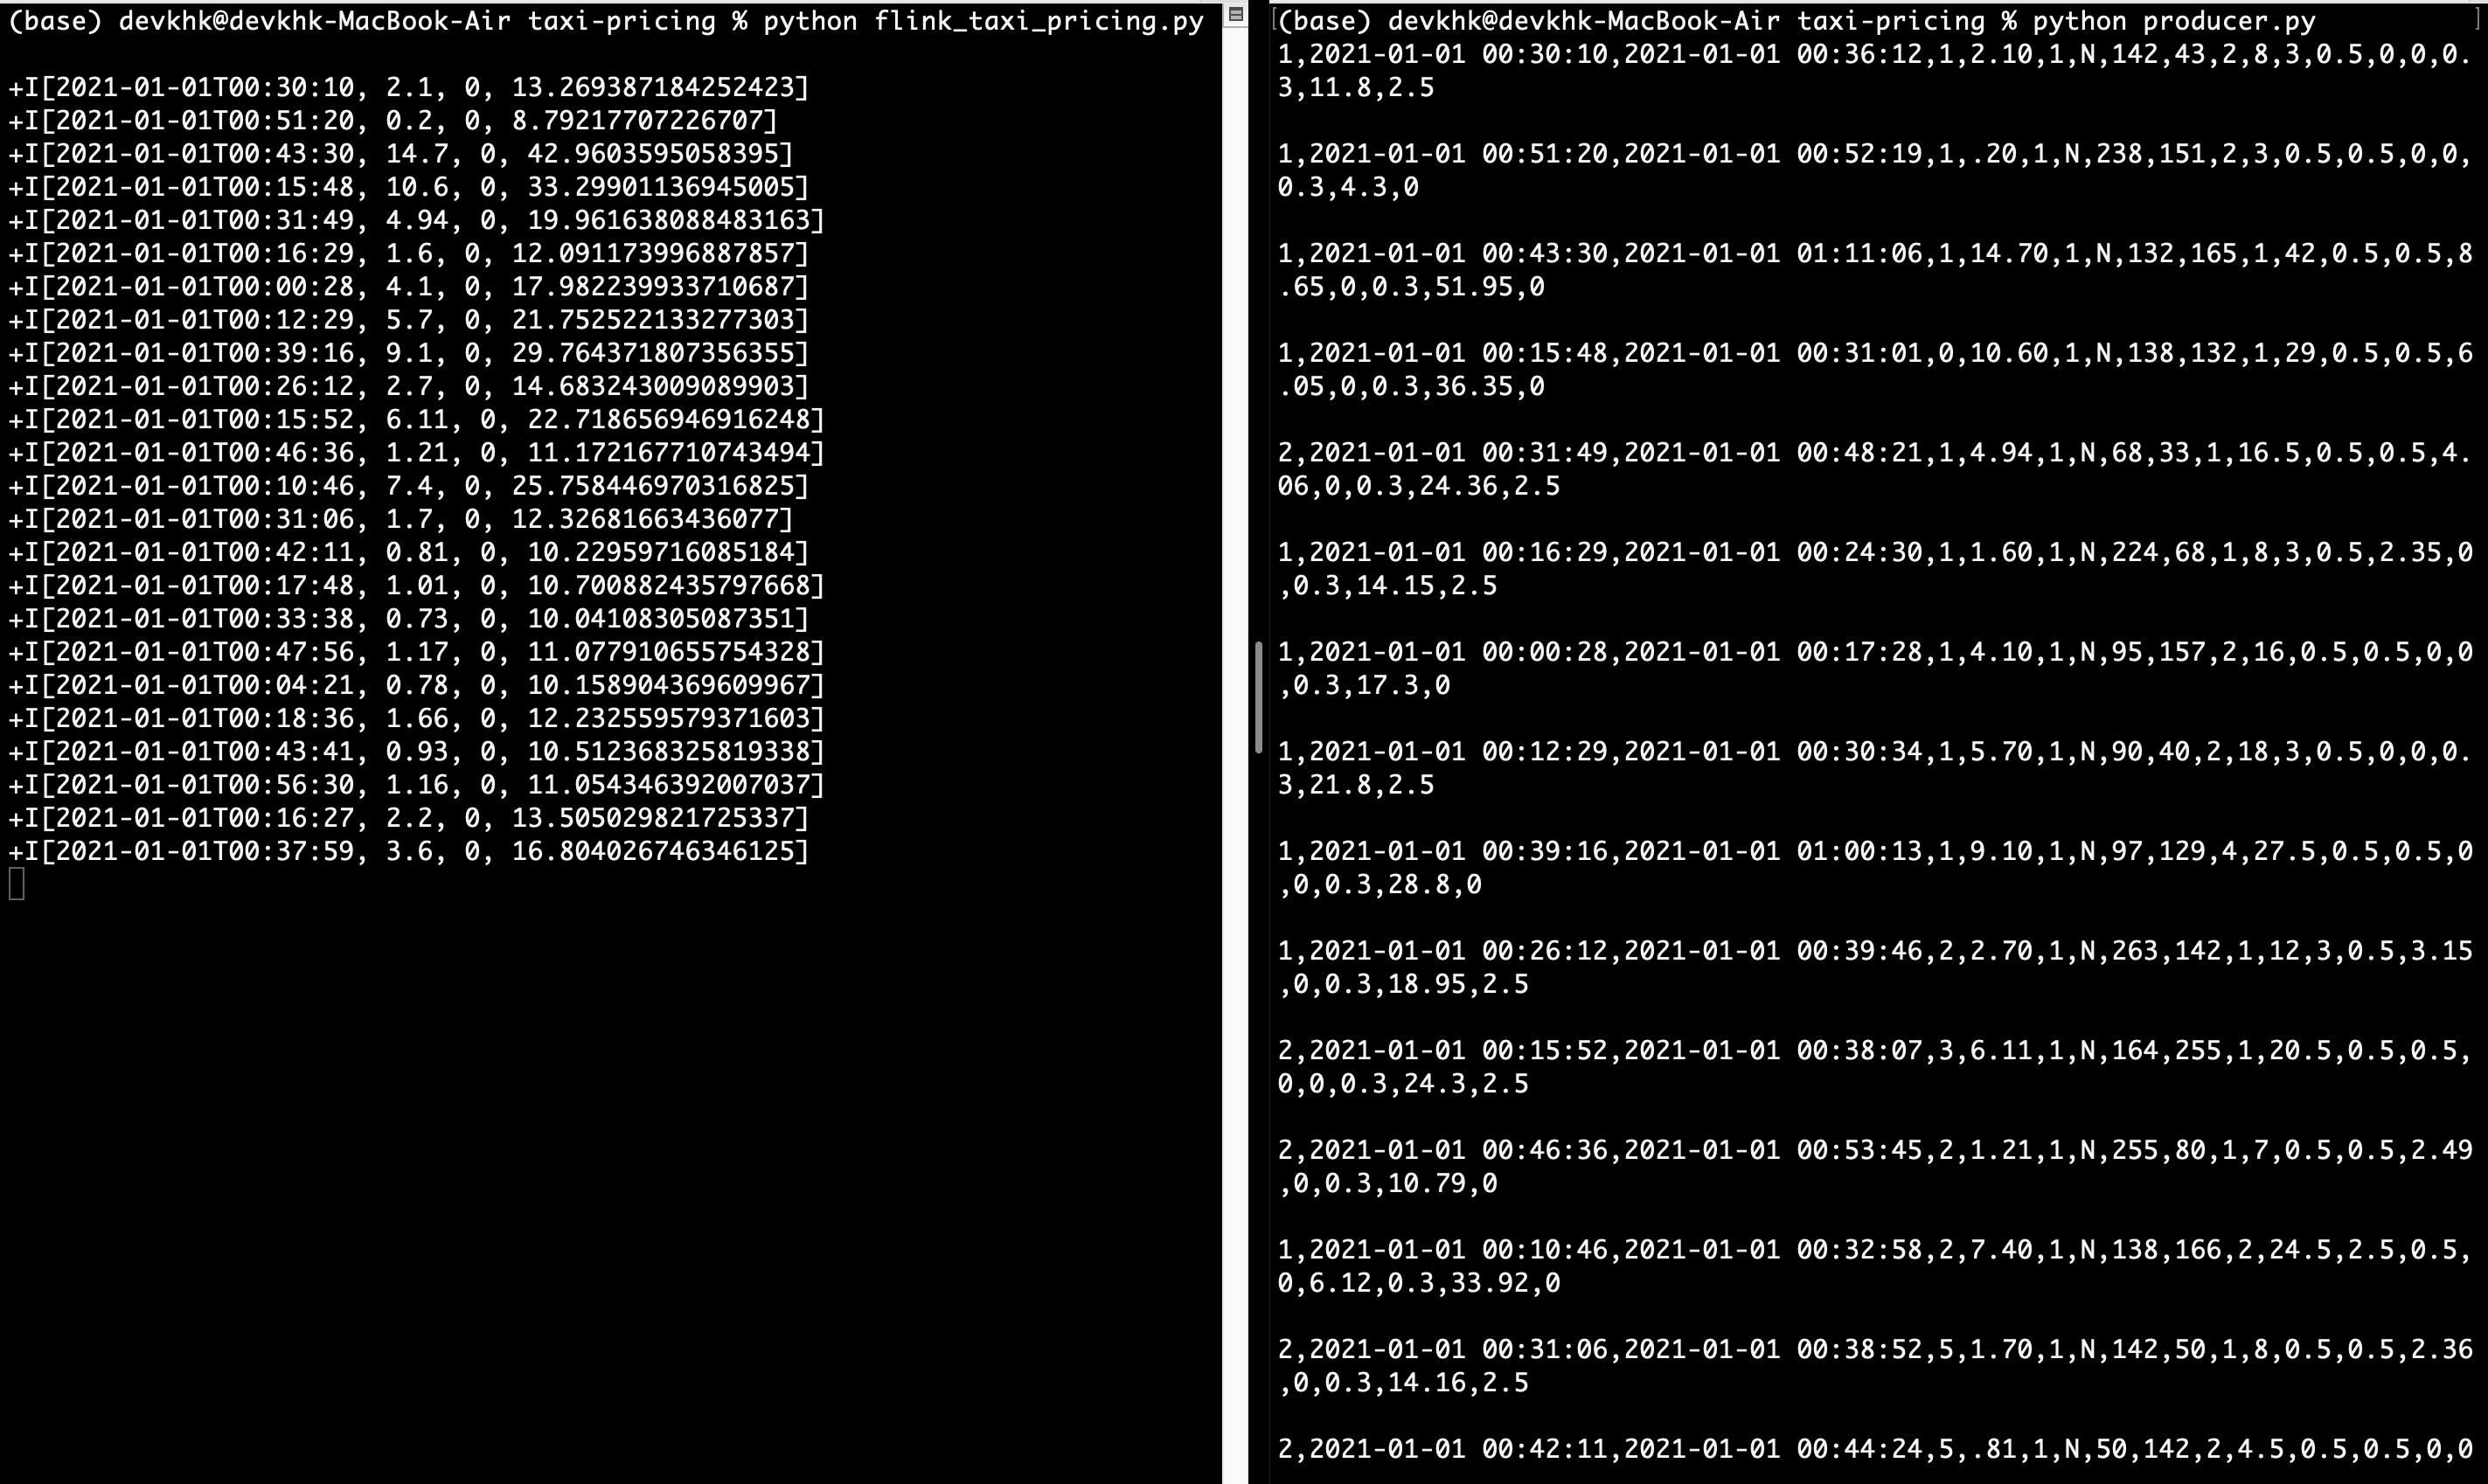 (base) devkhk@devkhk-MacBook-Air taxi-pricing % python flink_taxi_pricing.py
+I[2021-01-01T00:30:10, 2.1, 0, 13.269387184252423]
+I[2021-01-01T00:51:20, 0.2, 0, 8.79217707226707]
+I[2021-01-01T00:43:30, 14.7, 0, 42.9603595058395]
+I[2021-01-01T00:15:48, 10.6, 0, 33.29901136945005]
+I[2021-01-01T00:31:49, 4.94, 0, 19.961638088483163]
+I[2021-01-01T00:16:29, 1.6, 0, 12.091173996887857]
+I[2021-01-01T00:00:28, 4.1, 0, 17.982239933710687]
+I[2021-01-01T00:12:29, 5.7, 0, 21.752522133277303]
+I[2021-01-01T00:39:16, 9.1, 0, 29.764371807356355]
+I[2021-01-01T00:26:12, 2.7, 0, 14.683243009089903]
+I[2021-01-01T00:15:52, 6.11, 0, 22.718656946916248]
+I[2021-01-01T00:46:36, 1.21, 0, 11.172167710743494]
+I[2021-01-01T00:10:46, 7.4, 0, 25.758446970316825]
+I[2021-01-01T00:31:06, 1.7, 0, 12.32681663436077]
+I[2021-01-01T00:42:11, 0.81, 0, 10.22959716085184]
+I[2021-01-01T00:17:48, 1.01, 0, 10.700882435797668]
+I[2021-01-01T00:33:38, 0.73, 0, 10.04108305087351]
+I[2021-01-01T00:47:56, 1.17, 0, 11.077910655754328]
+I[2021-01-01T00:04:21, 0.78, 0, 10.158904369609967]
+I[2021-01-01T00:18:36, 1.66, 0, 12.232559579371603]
+I[2021-01-01T00:43:41, 0.93, 0, 10.512368325819338]
+I[2021-01-01T00:56:30, 1.16, 0, 11.054346392007037]
+I[2021-01-01T00:16:27, 2.2, 0, 13.505029821725337]
+I[2021-01-01T00:37:59, 3.6, 0, 16.804026746346125]
[(base) devkhk@devkhk-MacBook-Air taxi-pricing % python producer.py ]
1,2021-01-01 00:30:10,2021-01-01 00:36:12,1,2.10,1,N,142,43,2,8,3,0.5,0,0,0.
3,11.8,2.5
1,2021-01-01 00:51:20,2021-01-01 00:52:19,1,.20,1,N,238,151,2,3,0.5,0.5,0,0,
0.3,4.3,0
1,2021-01-01 00:43:30,2021-01-01 01:11:06,1,14.70,1,N,132,165,1,42,0.5,0.5,8
.65,0,0.3,51.95,0
1,2021-01-01 00:15:48,2021-01-01 00:31:01,0,10.60,1,N,138,132,1,29,0.5,0.5,6
.05,0,0.3,36.35,0
2,2021-01-01 00:31:49,2021-01-01 00:48:21,1,4.94,1,N,68,33,1,16.5,0.5,0.5,4.
06,0,0.3,24.36,2.5
1,2021-01-01 00:16:29,2021-01-01 00:24:30,1,1.60,1,N,224,68,1,8,3,0.5,2.35,0
,0.3,14.15,2.5
1,2021-01-01 00:00:28,2021-01-01 00:17:28,1,4.10,1,N,95,157,2,16,0.5,0.5,0,0
,0.3,17.3,0
1,2021-01-01 00:12:29,2021-01-01 00:30:34,1,5.70,1,N,90,40,2,18,3,0.5,0,0,0.
3,21.8,2.5
1,2021-01-01 00:39:16,2021-01-01 01:00:13,1,9.10,1,N,97,129,4,27.5,0.5,0.5,0
,0,0.3,28.8,0
1,2021-01-01 00:26:12,2021-01-01 00:39:46,2,2.70,1,N,263,142,1,12,3,0.5,3.15
,0,0.3,18.95,2.5
2,2021-01-01 00:15:52,2021-01-01 00:38:07,3,6.11,1,N,164,255,1,20.5,0.5,0.5,
0,0,0.3,24.3,2.5
2,2021-01-01 00:46:36,2021-01-01 00:53:45,2,1.21,1,N,255,80,1,7,0.5,0.5,2.49
,0,0.3,10.79,0
1,2021-01-01 00:10:46,2021-01-01 00:32:58,2,7.40,1,N,138,166,2,24.5,2.5,0.5,
0,6.12,0.3,33.92,0
2,2021-01-01 00:31:06,2021-01-01 00:38:52,5,1.70,1,N,142,50,1,8,0.5,0.5,2.36
,0,0.3,14.16,2.5
2,2021-01-01 00:42:11,2021-01-01 00:44:24,5,.81,1,N,50,142,2,4.5,0.5,0.5,0,0